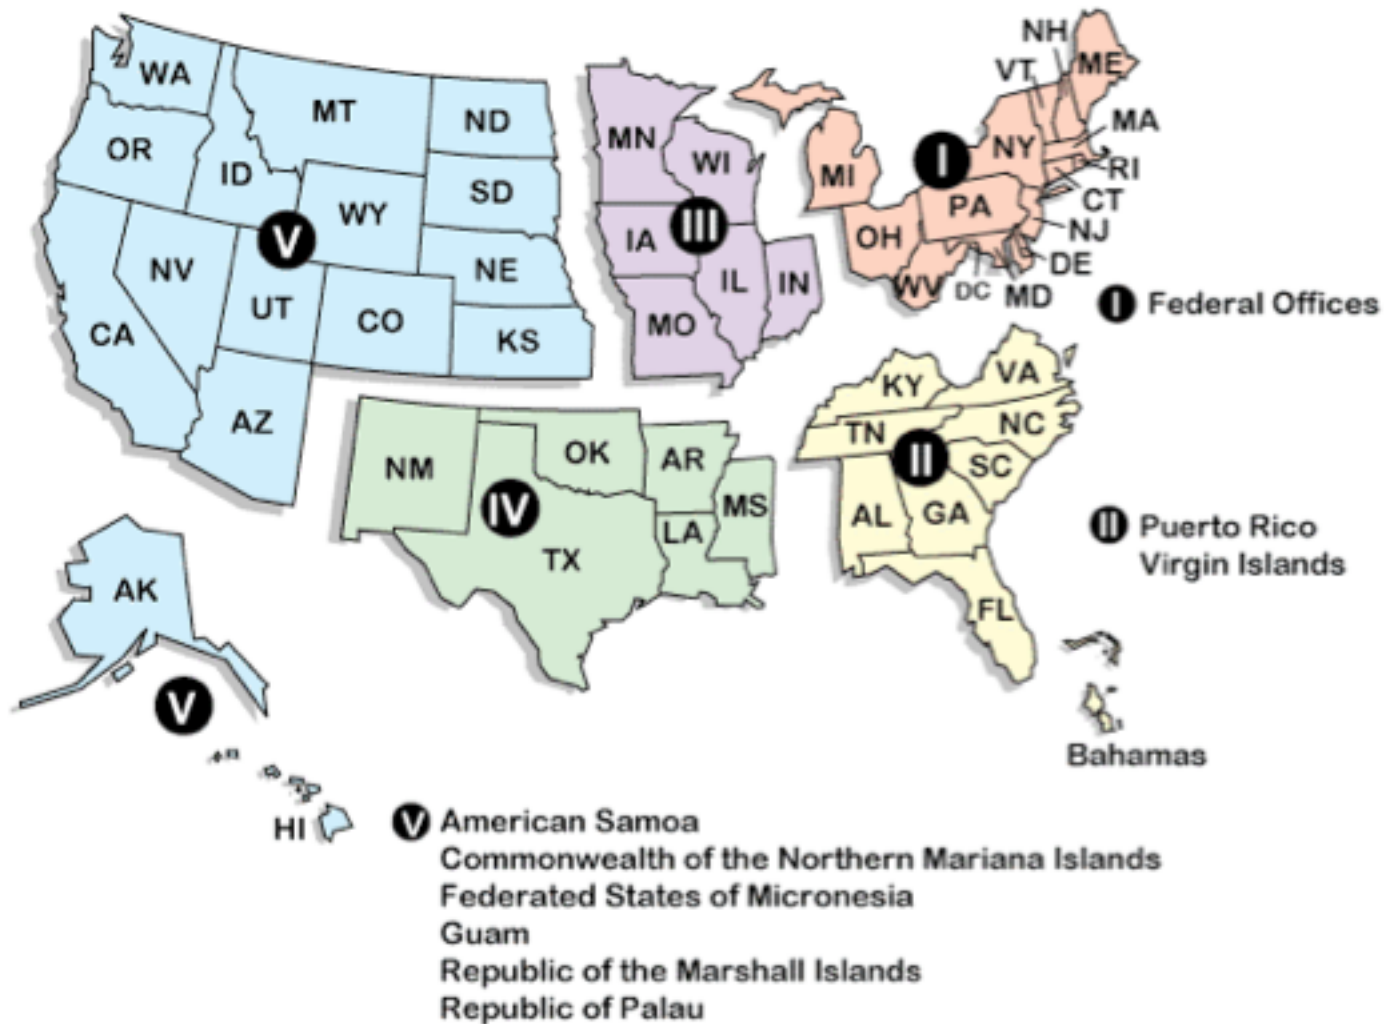 WA
MT
ND
OR
ID
SD
WY
V
NV
NE
UT
CO
CA
KS
AZ
MN
WI
III
IA
IL
IN
MO
NH
VT
ME
MA
I
NY
RI
MI
CT
PA
NJ
OH
DE
WV
DC
MD
I Federal Offices
KY
VA
TN
NC
II
SC
AL
GA
FL
II Puerto Rico
Virgin Islands
Bahamas
NM
OK
AR
IV
MS
LA
TX
AK
V
HI
V American Samoa
Commonwealth of the Northern Mariana Islands
Federated States of Micronesia
Guam
Republic of the Marshall Islands
Republic of Palau